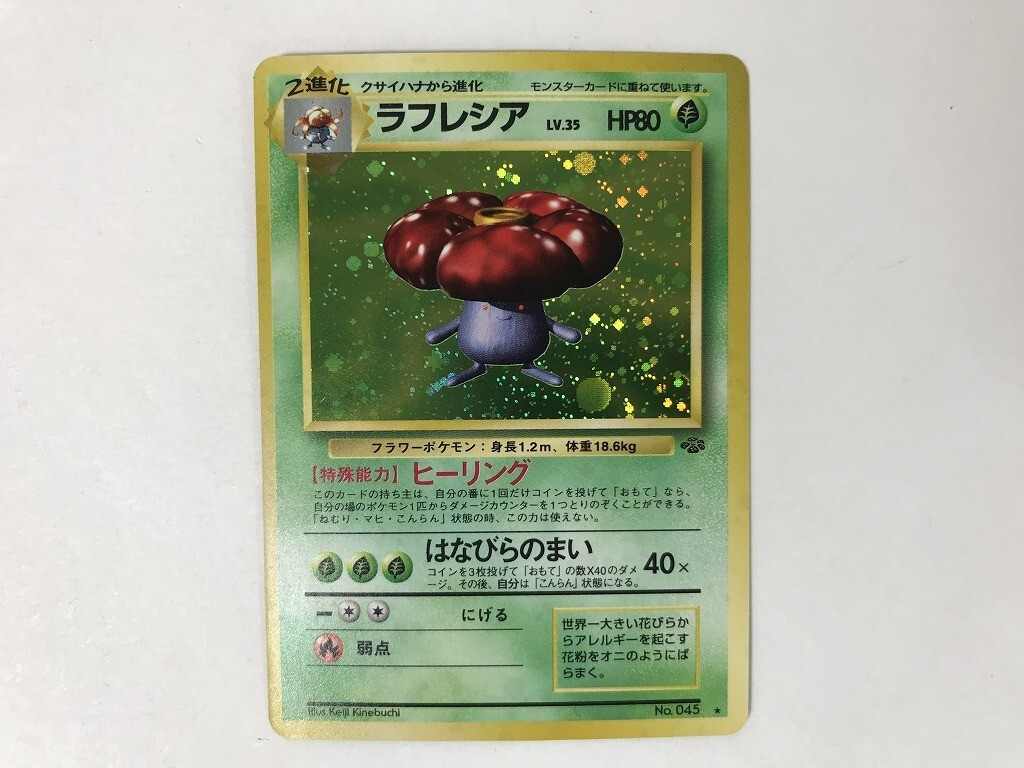 2進化 クサイハナから進化 モンスターカードに重ねて使います。
ラフレシア LV.35 HP80
フラワーポケモン：身長1.2m、体重18.6kg
【特殊能力】ヒーリング
このカードの持ち主は、自分の番に1回だけコインを投げて「おもて」なら、
自分の場のポケモン1匹からダメージカウンターを1つとりのぞくことができる。
「ねむり・マヒ・こんらん」状態の時、この力は使えない。
はなびらのまい 40×
コインを3枚投げて「おもて」の数X40のダメ
ージ。その後、自分は「こんらん」状態になる。
にげる
弱点
世界一大きい花びらか
らアレルギーを起こす
花粉をオニのようにば
らまく。
Illus. Keiji Kinebuchi No. 045 ★